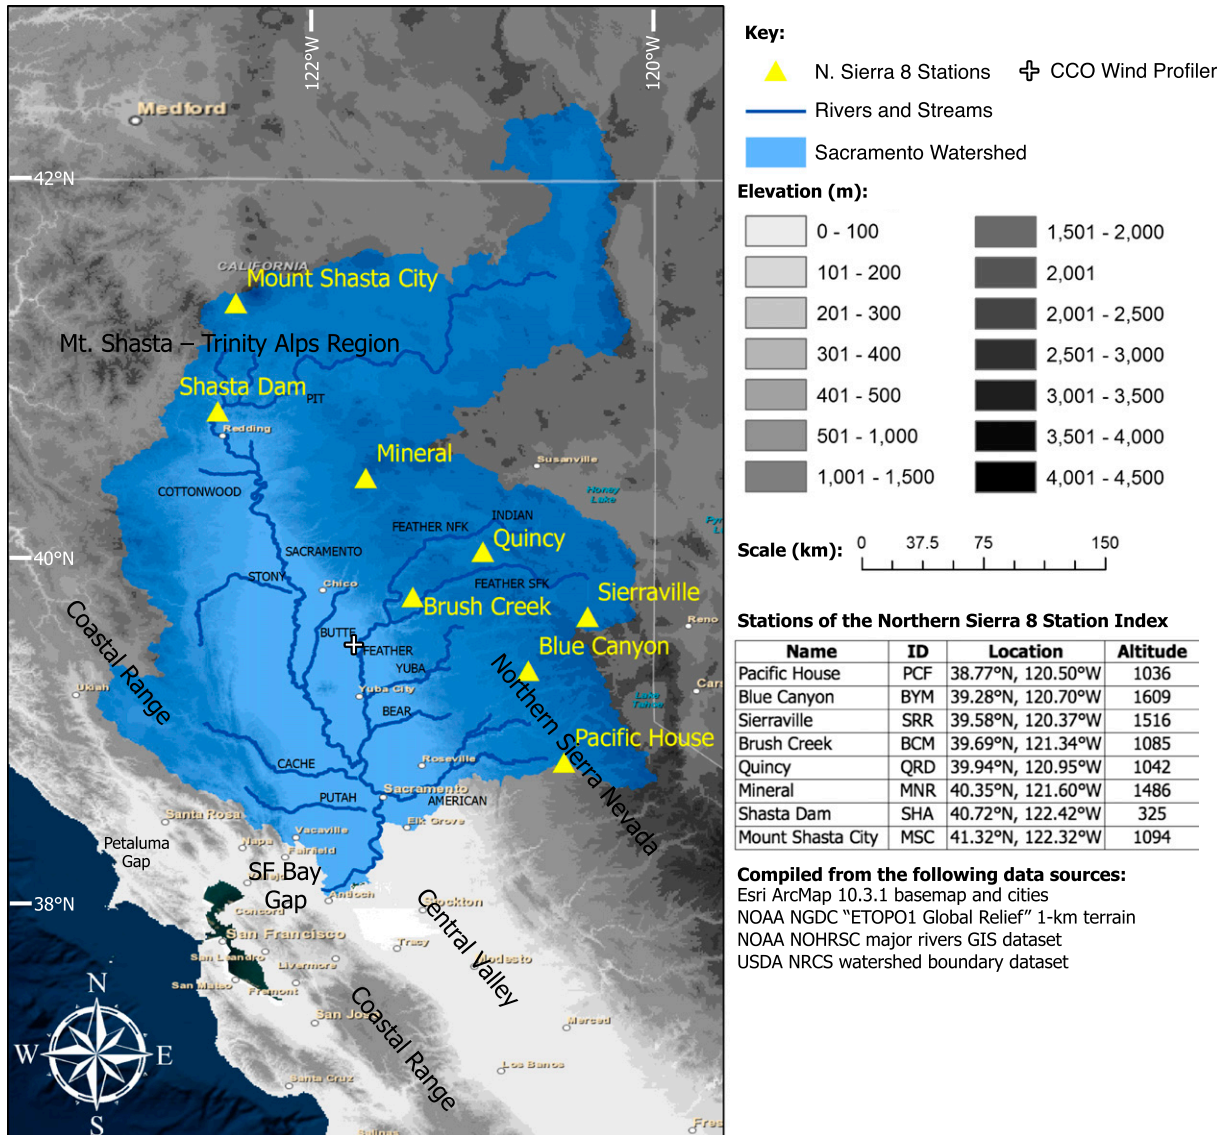 122°W
120°W
Medford
42°N
CALIFORNIA
Mount Shasta City
Mt. Shasta – Trinity Alps Region
Shasta Dam
PIT
Redding
Mineral
Susanville
Honey
Lake
COTTONWOOD
INDIAN
FEATHER NFK
Quincy
SACRAMENTO
40°N
STONY
Chico
FEATHER SFK
Sierraville
Brush Creek
Coastal Range
BUTTE
FEATHER
Blue Canyon
Reno
YUBA
Northern Sierra Nevada
Ukiah
Yuba City
Lake
Tahoe
BEAR
Pacific House
CACHE
Roseville
Sacramento
PUTAH
AMERICAN
Santa Rosa
Vacaville
Elk Grove
Petaluma
Gap
Napa
Fairfield
SF Bay
Gap
38°N
Concord
Antioch
Stockton
Central Valley
San Francisco
Tracy
San Leandro
Livermore
Modesto
San Mateo
Fremont
N
San Jose
Coastal Range
Merced
W
E
Los Banos
Santa Cruz
S
Salinas
Key:
N. Sierra 8 Stations
CCO Wind Profiler
Rivers and Streams
Sacramento Watershed
Elevation (m):
0 - 100
1,501 - 2,000
101 - 200
2,001
201 - 300
2,001 - 2,500
301 - 400
2,501 - 3,000
401 - 500
3,001 - 3,500
501 - 1,000
3,501 - 4,000
1,001 - 1,500
4,001 - 4,500
Scale (km): 0 37.5 75 150
Stations of the Northern Sierra 8 Station Index
Name ID Location Altitude
Pacific House PCF 38.77°N, 120.50°W 1036
Blue Canyon BYM 39.28°N, 120.70°W 1609
Sierraville SRR 39.58°N, 120.37°W 1516
Brush Creek BCM 39.69°N, 121.34°W 1085
Quincy QRD 39.94°N, 120.95°W 1042
Mineral MNR 40.35°N, 121.60°W 1486
Shasta Dam SHA 40.72°N, 122.42°W 325
Mount Shasta City MSC 41.32°N, 122.32°W 1094
Compiled from the following data sources:
Esri ArcMap 10.3.1 basemap and cities
NOAA NGDC “ETOPO1 Global Relief” 1-km terrain
NOAA NOHRSC major rivers GIS dataset
USDA NRCS watershed boundary dataset